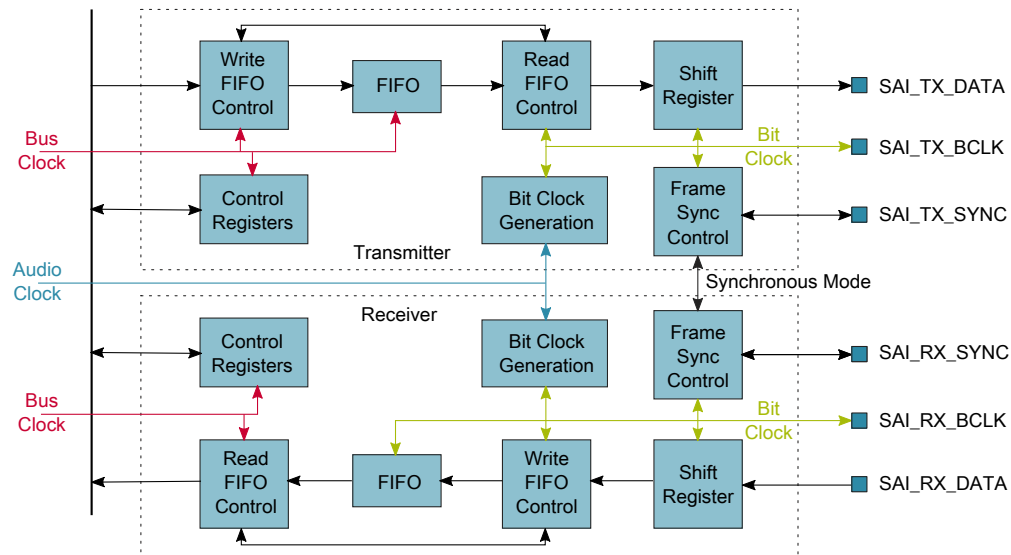 Write
FIFO
Control
FIFO
Read
FIFO
Control
Shift
Register
SAI_TX_DATA
Bus
Clock
Bit
Clock
SAI_TX_BCLK
Control
Registers
Bit Clock
Generation
Frame
Sync
Control
SAI_TX_SYNC
Transmitter
Audio
Clock
Synchronous Mode
Receiver
Control
Registers
Bit Clock
Generation
Frame
Sync
Control
SAI_RX_SYNC
Bus
Clock
Bit
Clock
SAI_RX_BCLK
Read
FIFO
Control
FIFO
Write
FIFO
Control
Shift
Register
SAI_RX_DATA